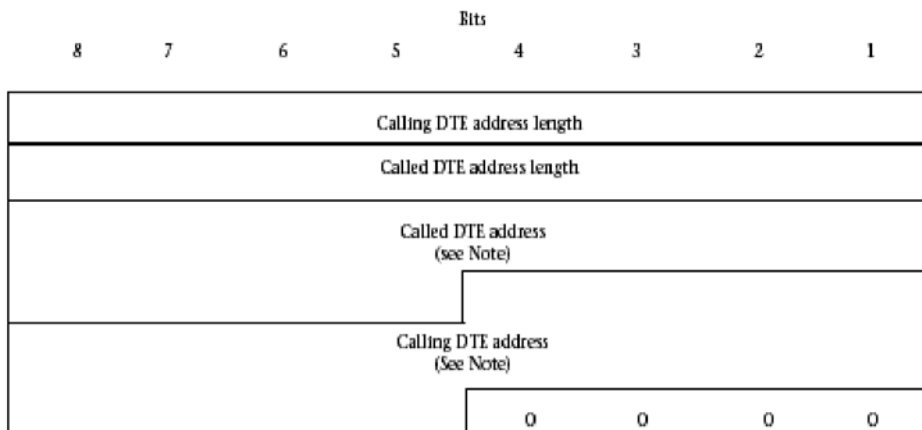 Bits
8 7 6 5 4 3 2 1
Calling DTE address length
Called DTE address length
Called DTE address
(see Note)
Calling DTE address
(See Note)
0 0 0 0